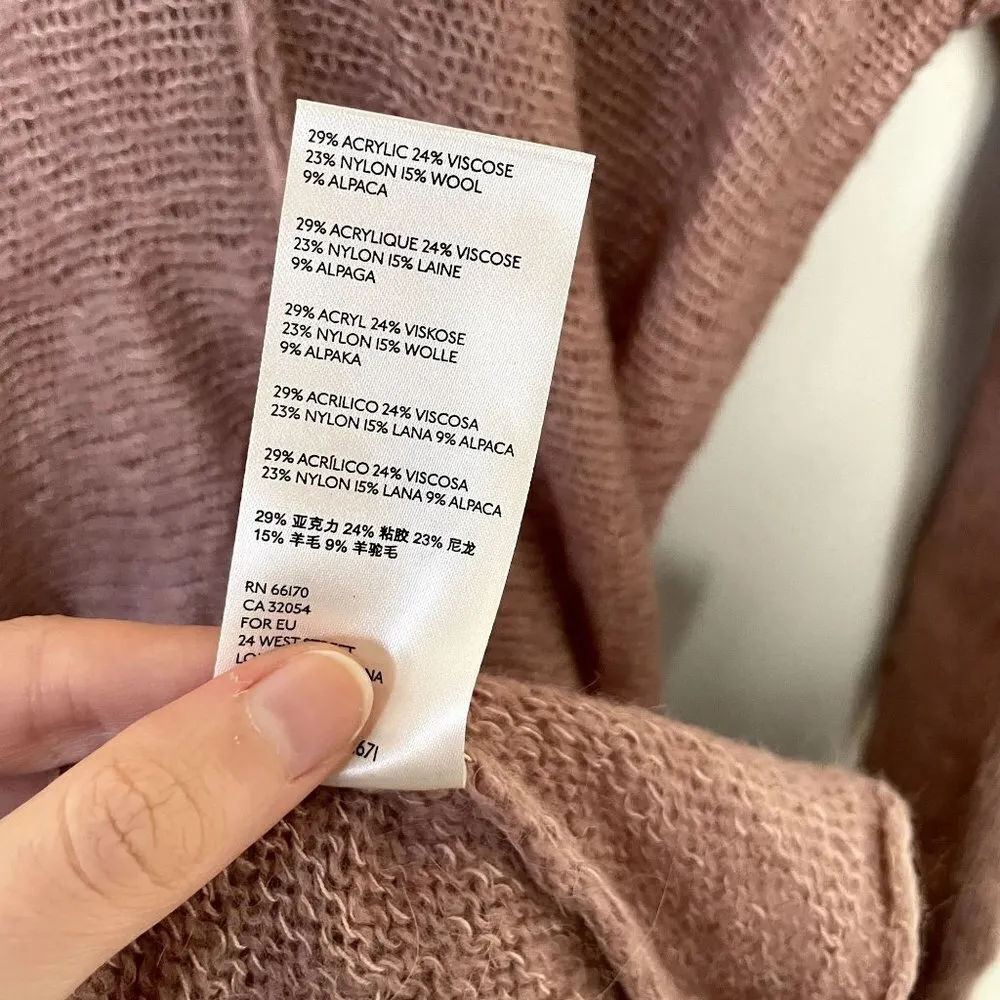 29% ACRYLIC 24% VISCOSE
23% NYLON 15% WOOL
9% ALPACA
29% ACRYLIQUE 24% VISCOSE
23% NYLON 15% LAINE
9% ALPAGA
29% ACRYL 24% VISKOSE
23% NYLON 15% WOLLE
9% ALPAKA
29% ACRILICO 24% VISCOSA
23% NYLON 15% LANA 9% ALPACA
29% ACRÍLICO 24% VISCOSA
23% NYLON 15% LANA 9% ALPACA
29% 亚克力 24% 粘胶 23% 尼龙
15% 羊毛 9% 羊驼毛
RN 66170
CA 32054
FOR EU
24 WEST